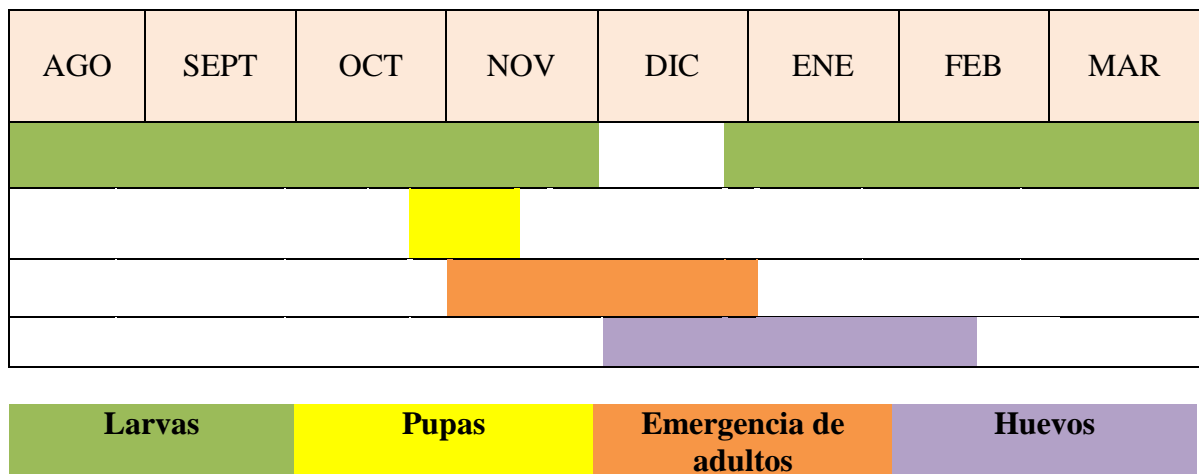 AGO SEPT OCT NOV DIC ENE FEB MAR
Larvas Pupas Emergencia de adultos Huevos